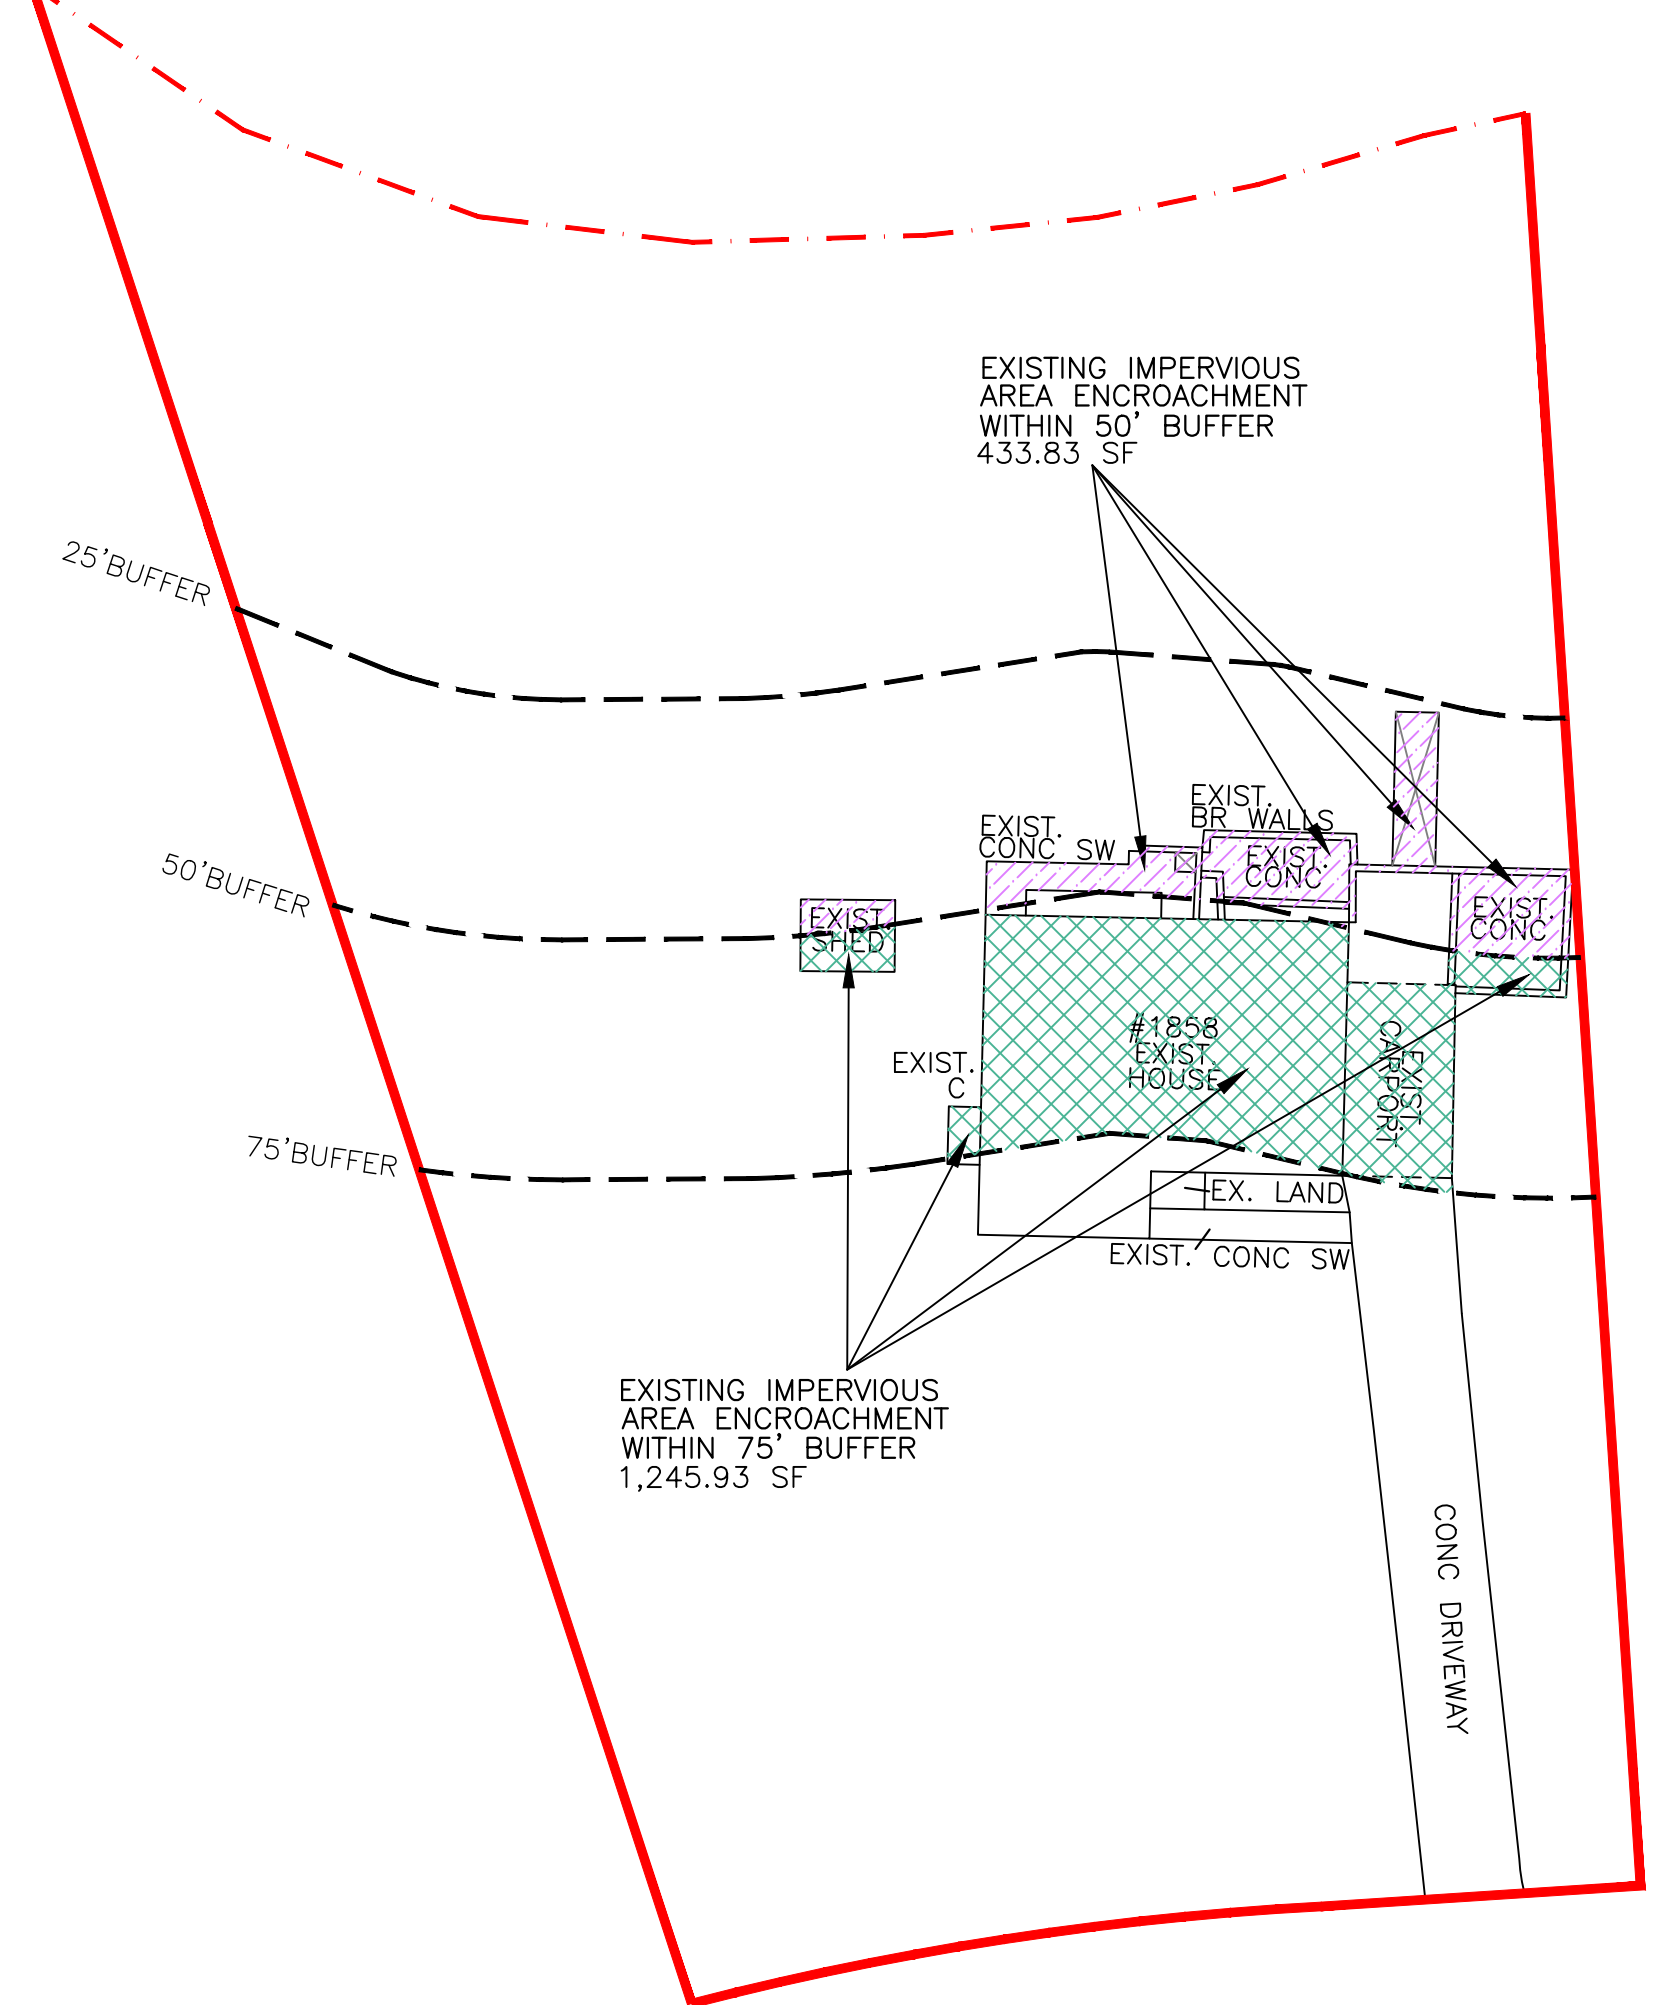 EXISTING IMPERVIOUS
AREA ENCROACHMENT
WITHIN 50' BUFFER
433.83 SF
25'BUFFER
EXIST.
BR WALLS
EXIST.
CONC SW
EXIST.
CONC
50'BUFFER
EXIST.
SHED
EXIST.
CONC
#1858
EXIST.
HOUSE
EXIST.
CARPORT
EXIST.
C
75'BUFFER
EX. LAND
EXIST. CONC SW
EXISTING IMPERVIOUS
AREA ENCROACHMENT
WITHIN 75' BUFFER
1,245.93 SF
CONC DRIVEWAY